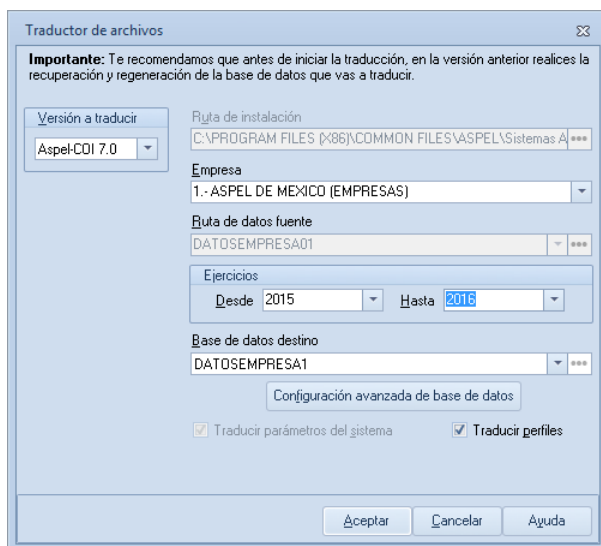 Traductor de archivos
Importante: Te recomendamos que antes de iniciar la traducción, en la versión anterior realices la
recuperación y regeneración de la base de datos que vas a traducir.
Versión a traducir
Aspel-COI 7.0
Ruta de instalación
C:\PROGRAM FILES (X86)\COMMON FILES\ASPEL\Sistemas A
Empresa
1.- ASPEL DE MEXICO (EMPRESAS)
Ruta de datos fuente
DATOSEMPRESA01
Ejercicios
Desde 2015 Hasta 2016
Base de datos destino
DATOSEMPRESA1
Configuración avanzada de base de datos
Traducir parámetros del sistema Traducir perfiles
Aceptar Cancelar Ayuda